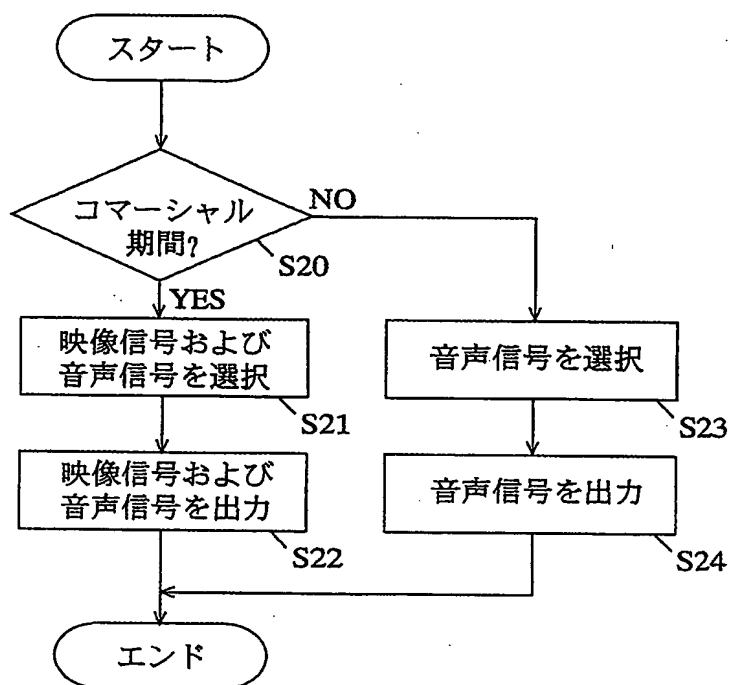 スタート
コマーシャル
期間?
NO
S20
YES
映像信号および
音声信号を選択
S21
音声信号を選択
S23
映像信号および
音声信号を出力
S22
音声信号を出力
S24
エンド